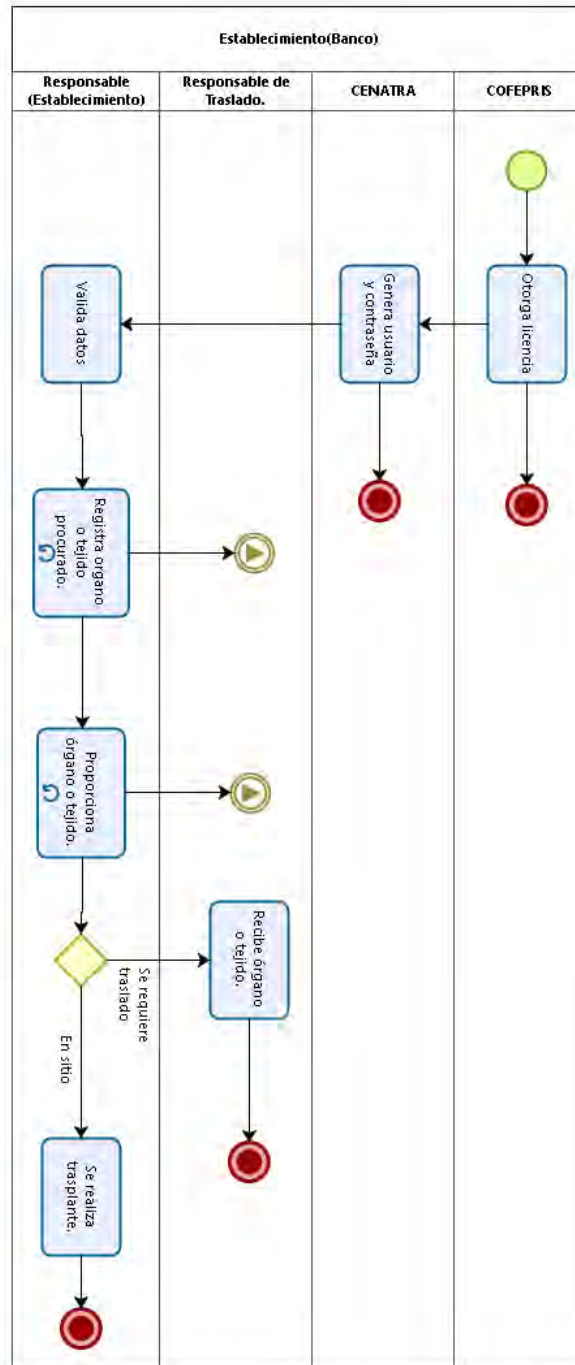 Establecimiento(Banco)
Responsable
(Establecimiento)
Responsable de
Traslado.
CENATRA
COFEPRIS
Otorga licencia
Genera usuario
y contraseña
Valida datos
Registra organo
o tejido
procurado.
Proporciona
órgano o tejido.
Recibe órgano
o tejido.
Se requiere
traslado
En sitio
Se realiza
trasplante.